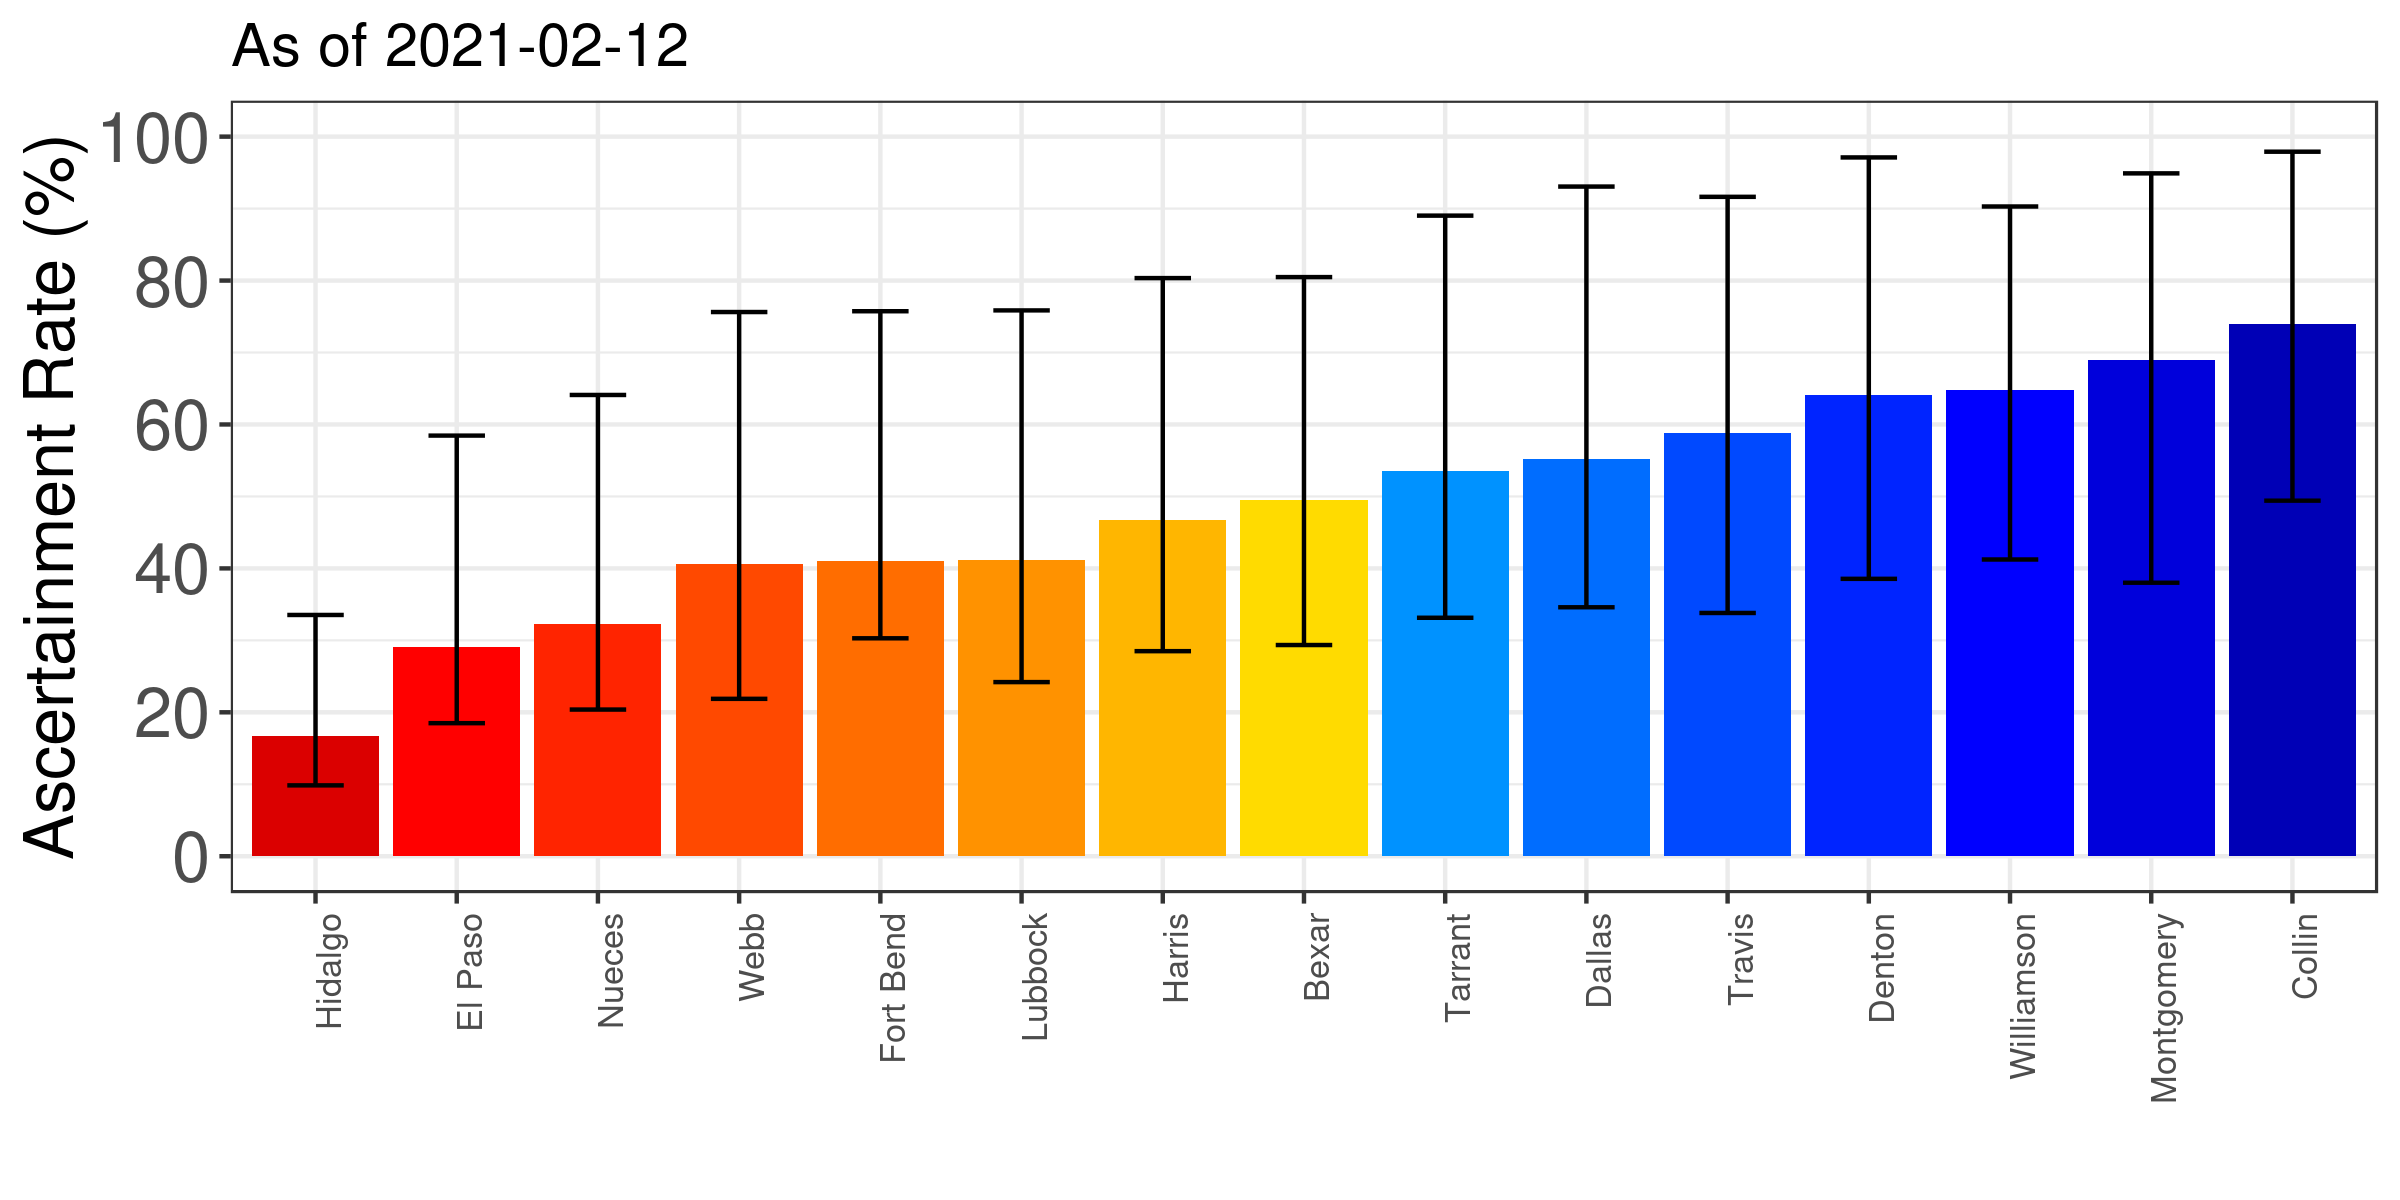 As of 2021-02-12
Ascertainment Rate (%)
100
80
60
40
20
0
Hidalgo
El Paso
Nueces
Webb
Fort Bend
Lubbock
Harris
Bexar
Tarrant
Dallas
Travis
Denton
Williamson
Montgomery
Collin